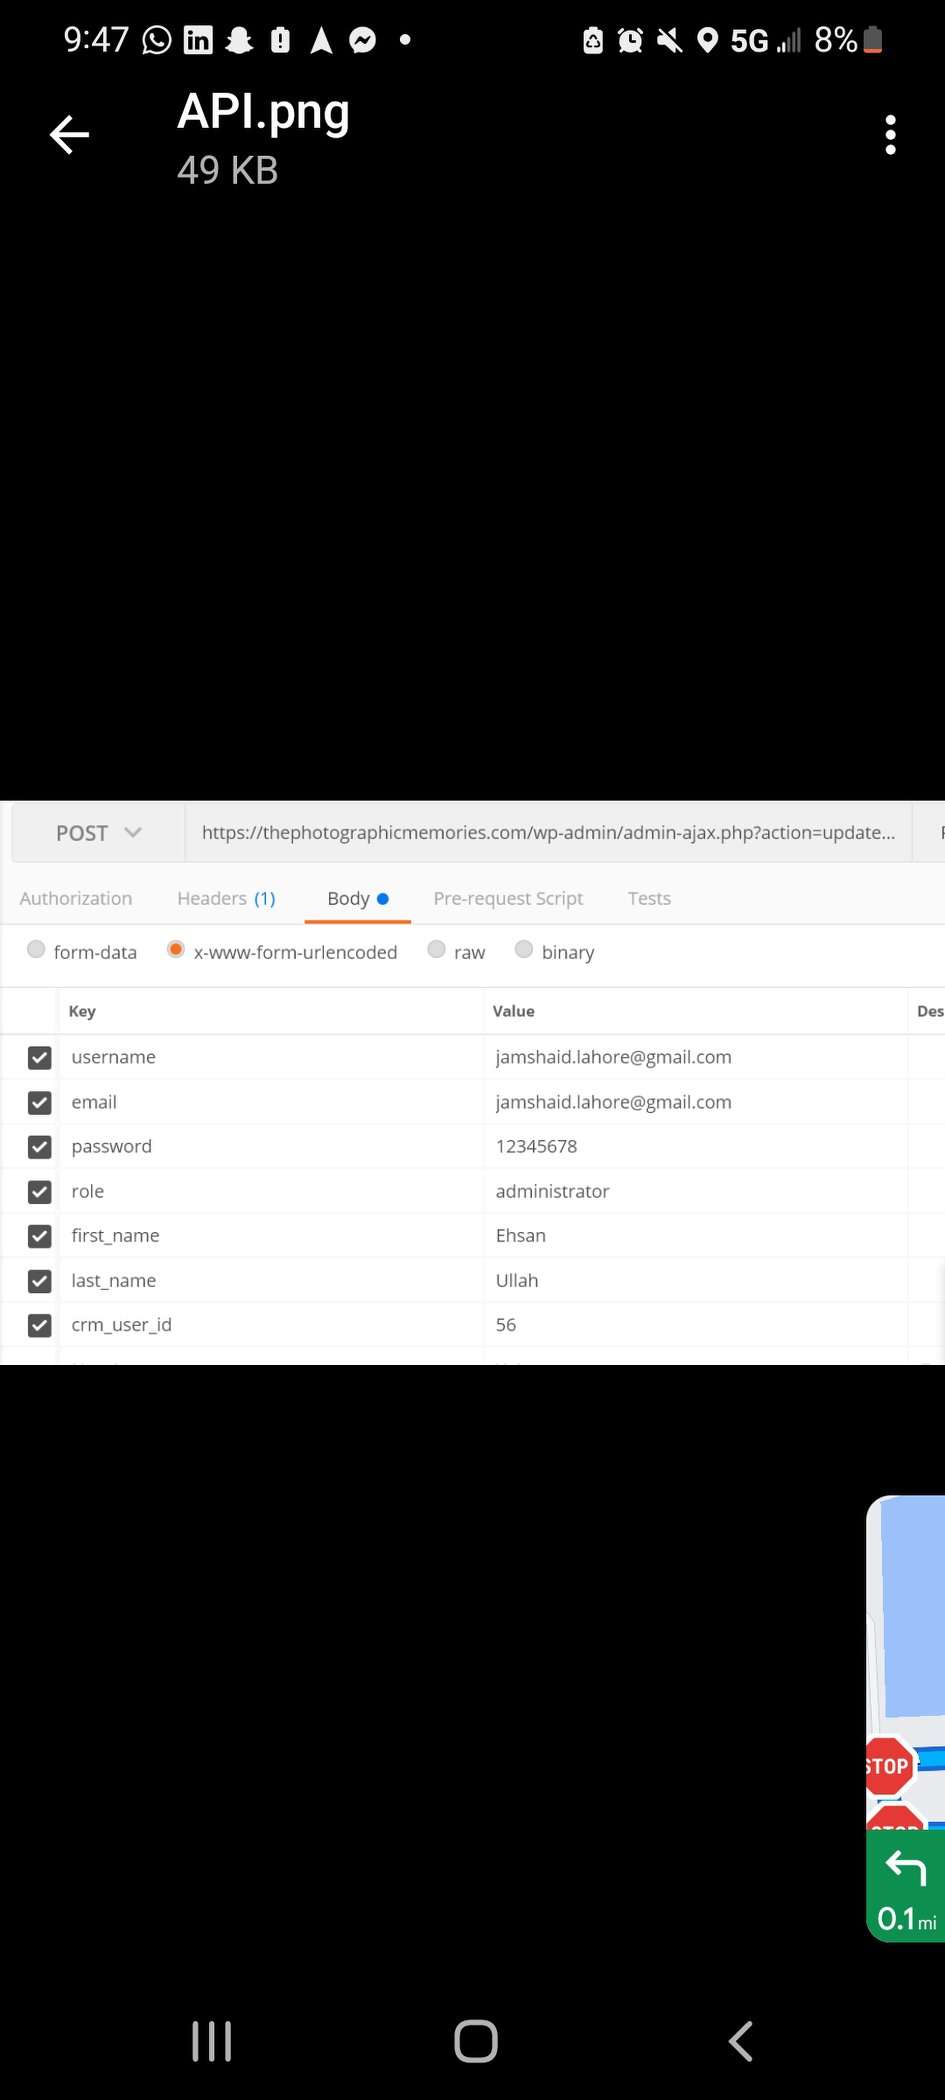 9:47 5G 8%
API.png
49 KB
POST https://thephotographicmemories.com/wp-admin/admin-ajax.php?action=update...
Authorization Headers (1) Body Pre-request Script Tests
form-data x-www-form-urlencoded raw binary
Key Value Des
username jamshaid.lahore@gmail.com
email jamshaid.lahore@gmail.com
password 12345678
role administrator
first_name Ehsan
last_name Ullah
crm_user_id 56
STOP
STOP
0.1 mi